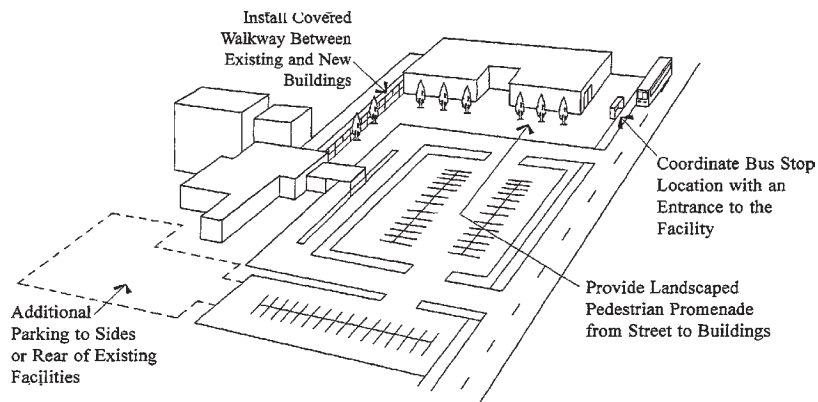 Install Covered
Walkway Between
Existing and New
Buildings
Coordinate Bus Stop
Location with an
Entrance to the
Facility
Provide Landscaped
Pedestrian Promenade
from Street to Buildings
Additional
Parking to Sides
or Rear of Existing
Facilities